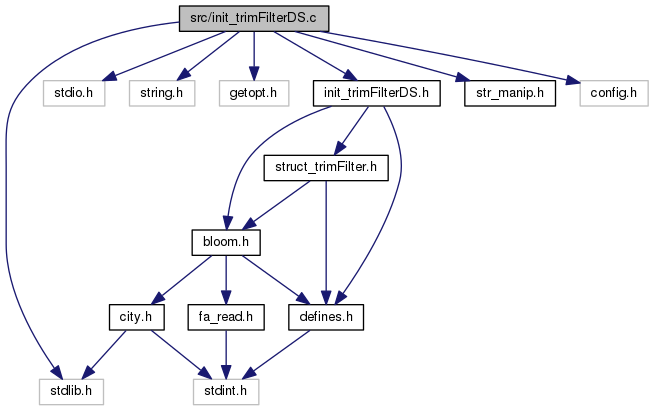 src/init_trimFilterDS.c
stdio.h
string.h
getopt.h
init_trimFilterDS.h
str_manip.h
config.h
struct_trimFilter.h
bloom.h
city.h
fa_read.h
defines.h
stdlib.h
stdint.h